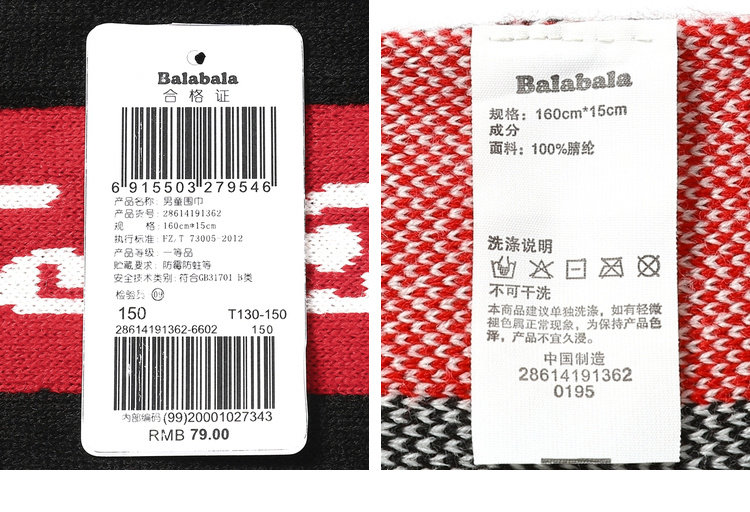 Balabala
合格证
6 915503 279546
产品名称: 男童围巾
产品货号: 28614191362
规 格: 160cm*15cm
执行标准: FZ/T 73005-2012
产品等级: 一等品
贮藏要求: 防霉防蛀等
安全技术类别: 符合GB31701 B类
检验员 09
150 T130-150
28614191362-6602 150
内部编码 (99)20001027343
RMB 79.00
Balabala
规格: 160cm*15cm
成分
面料: 100%腈纶
洗涤说明
不可干洗
本商品建议单独洗涤，如有轻微
褪色属正常现象，为保持产品色
泽，产品不宜久浸。
中国制造
28614191362
0195